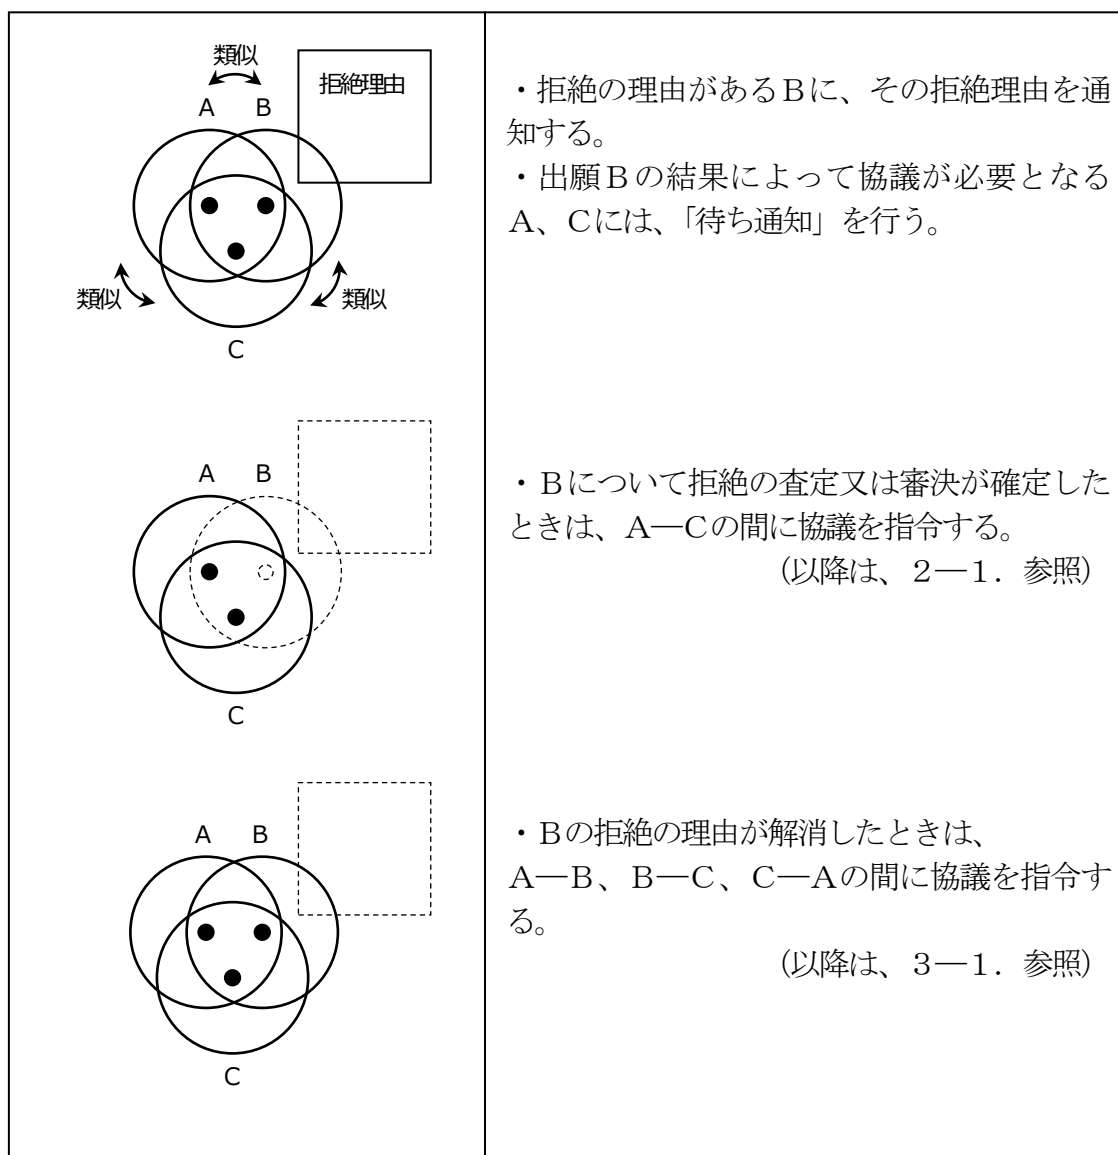 類似
拒絶理由
A B
類似
類似
C
・拒絶の理由があるBに、その拒絶理由を通
知する。
・出願Bの結果によって協議が必要となる
A、Cには、「待ち通知」を行う。
A B
C
・Bについて拒絶の査定又は審決が確定した
ときは、A―Cの間に協議を指令する。
(以降は、2―1．参照)
A B
C
・Bの拒絶の理由が解消したときは、
A―B、B―C、C―Aの間に協議を指令す
る。
(以降は、3―1．参照)